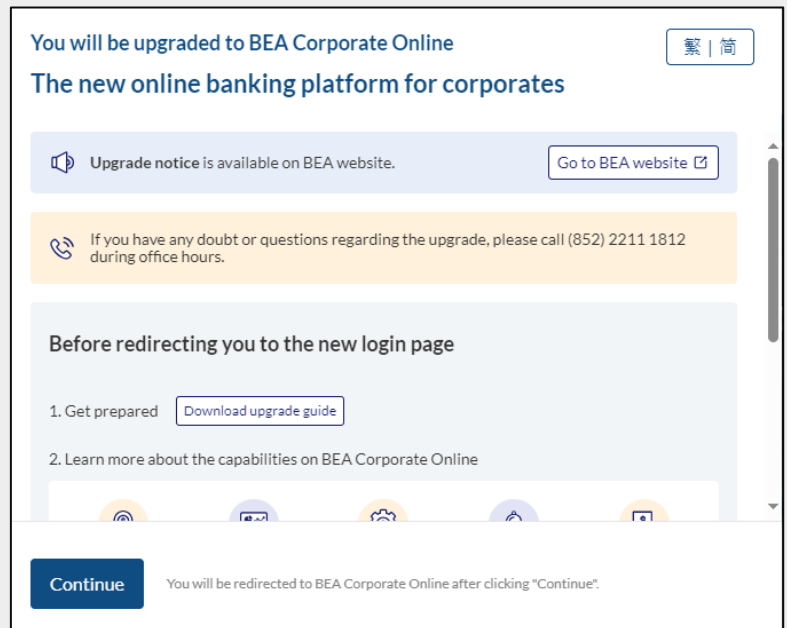 You will be upgraded to BEA Corporate Online
繁 | 简
The new online banking platform for corporates
Upgrade notice is available on BEA website.
Go to BEA website
If you have any doubt or questions regarding the upgrade, please call (852) 2211 1812
during office hours.
Before redirecting you to the new login page
1. Get prepared
Download upgrade guide
2. Learn more about the capabilities on BEA Corporate Online
Continue
You will be redirected to BEA Corporate Online after clicking "Continue".